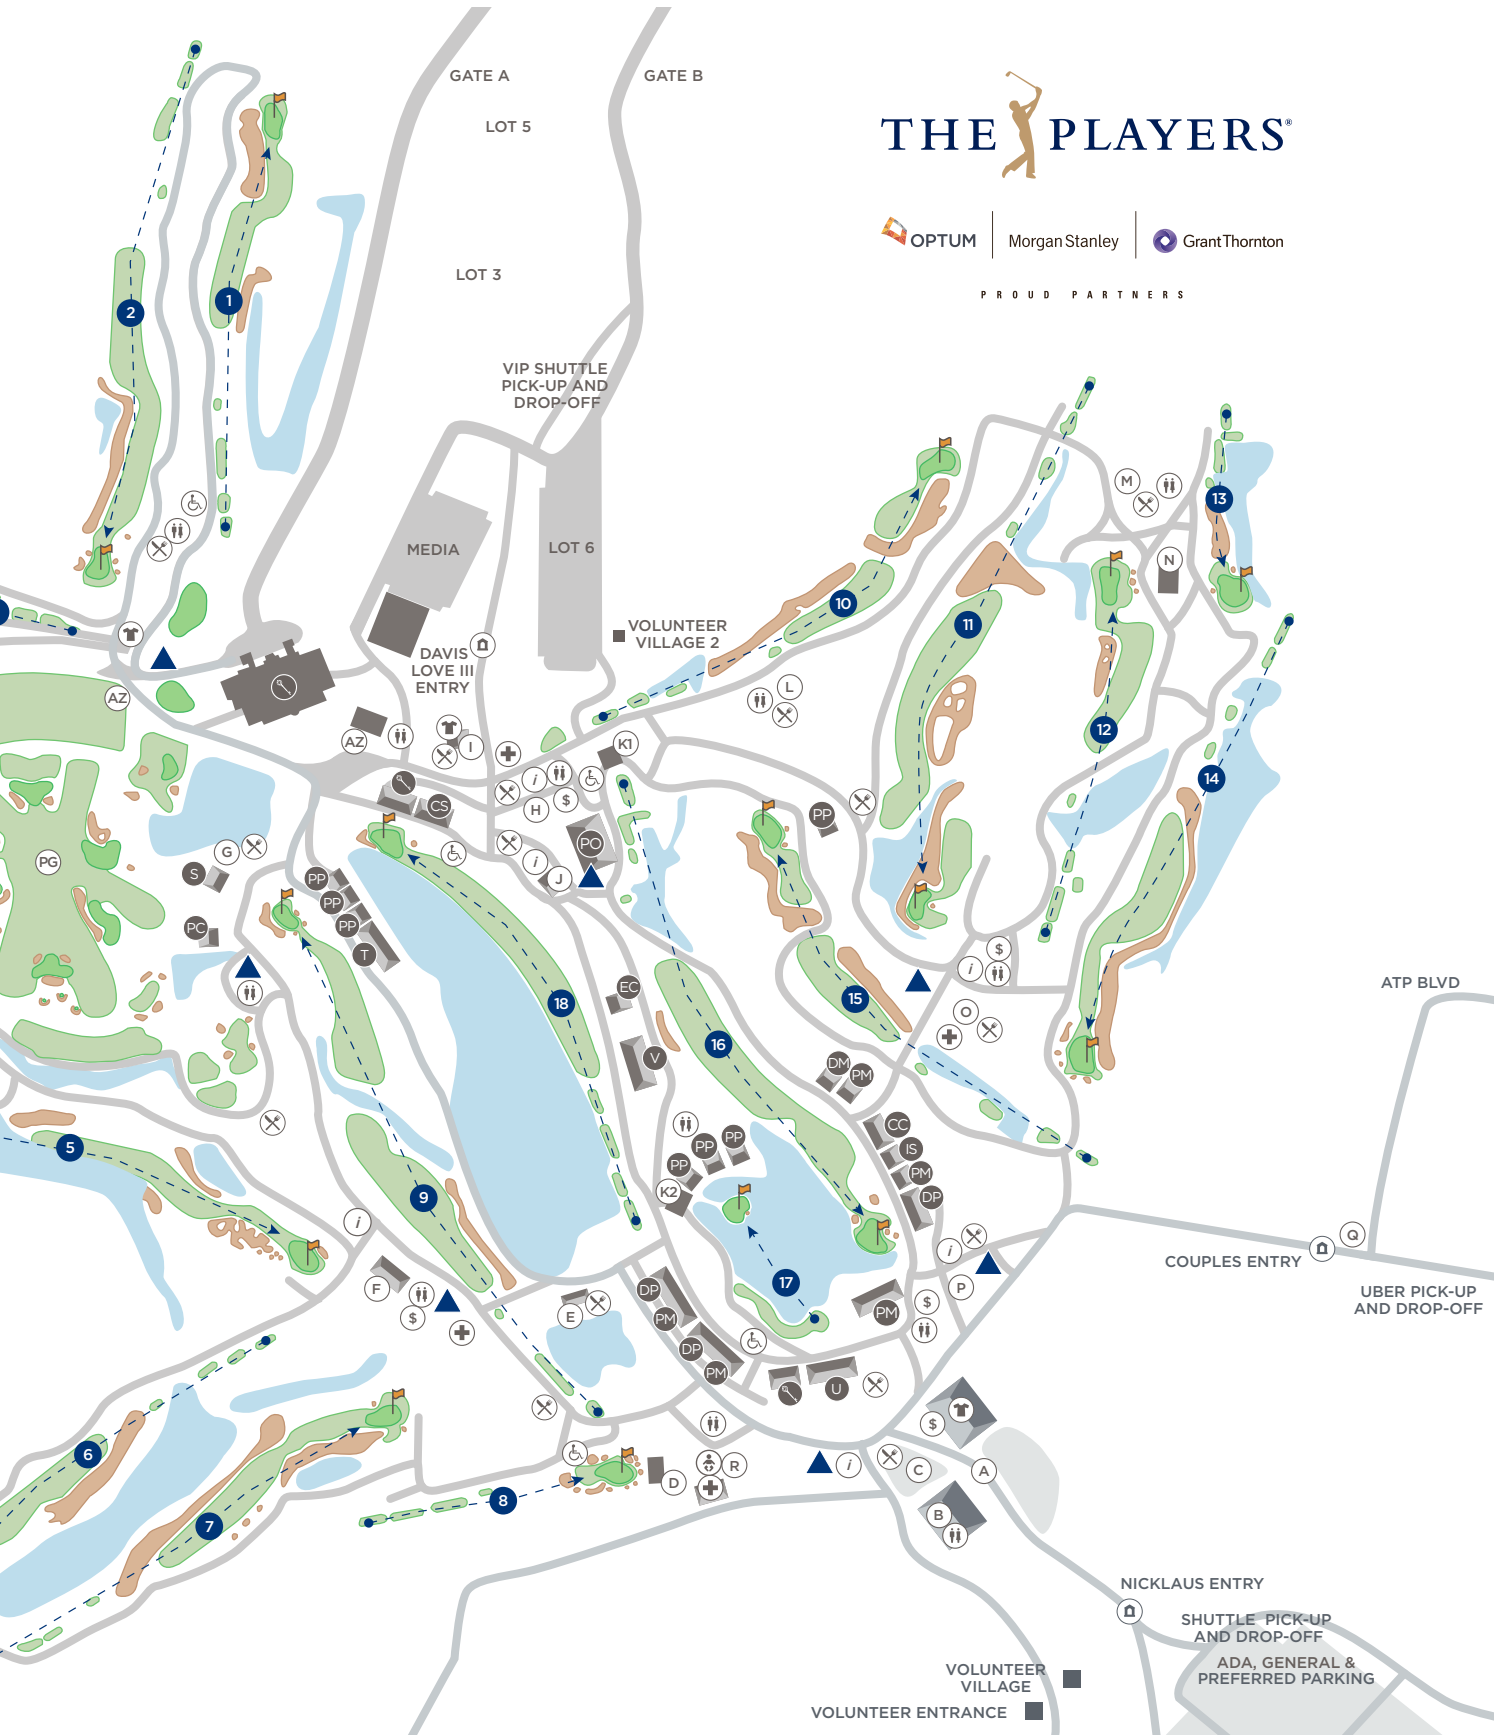 GATE A
GATE B
LOT 5
THE PLAYERS®
OPTUM
Morgan Stanley
Grant Thornton
LOT 3
PROUD PARTNERS
1
2
VIP SHUTTLE
PICK-UP AND
DROP-OFF
M
13
MEDIA
LOT 6
N
10
11
VOLUNTEER
VILLAGE 2
DAVIS
LOVE III
ENTRY
L
AZ
AZ
I
K1
12
14
i
H
$
CS
PP
PO
G
PG
i
J
S
PP
PP
PP
PC
T
$
i
EC
ATP BLVD
18
15
O
16
V
DM
PM
CC
5
PP
PP
PP
IS
PM
K2
DP
9
i
i
Q
COUPLES ENTRY
17
P
F
DP
UBER PICK-UP
AND DROP-OFF
$
E
PM
PM
$
DP
PM
U
$
6
R
i
C
A
D
8
7
B
NICKLAUS ENTRY
SHUTTLE PICK-UP
AND DROP-OFF
ADA, GENERAL &
PREFERRED PARKING
VOLUNTEER
VILLAGE
VOLUNTEER ENTRANCE